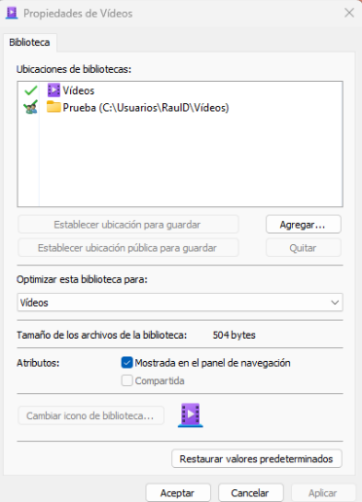 Propiedades de Vídeos
Biblioteca
Ubicaciones de bibliotecas:
Vídeos
Prueba (C:\Usuarios\RaulD\Vídeos)
Establecer ubicación para guardar
Agregar...
Establecer ubicación pública para guardar
Quitar
Optimizar esta biblioteca para:
Vídeos
Tamaño de los archivos de la biblioteca: 504 bytes
Atributos:
Mostrada en el panel de navegación
Compartida
Cambiar icono de biblioteca...
Restaurar valores predeterminados
Aceptar
Cancelar
Aplicar